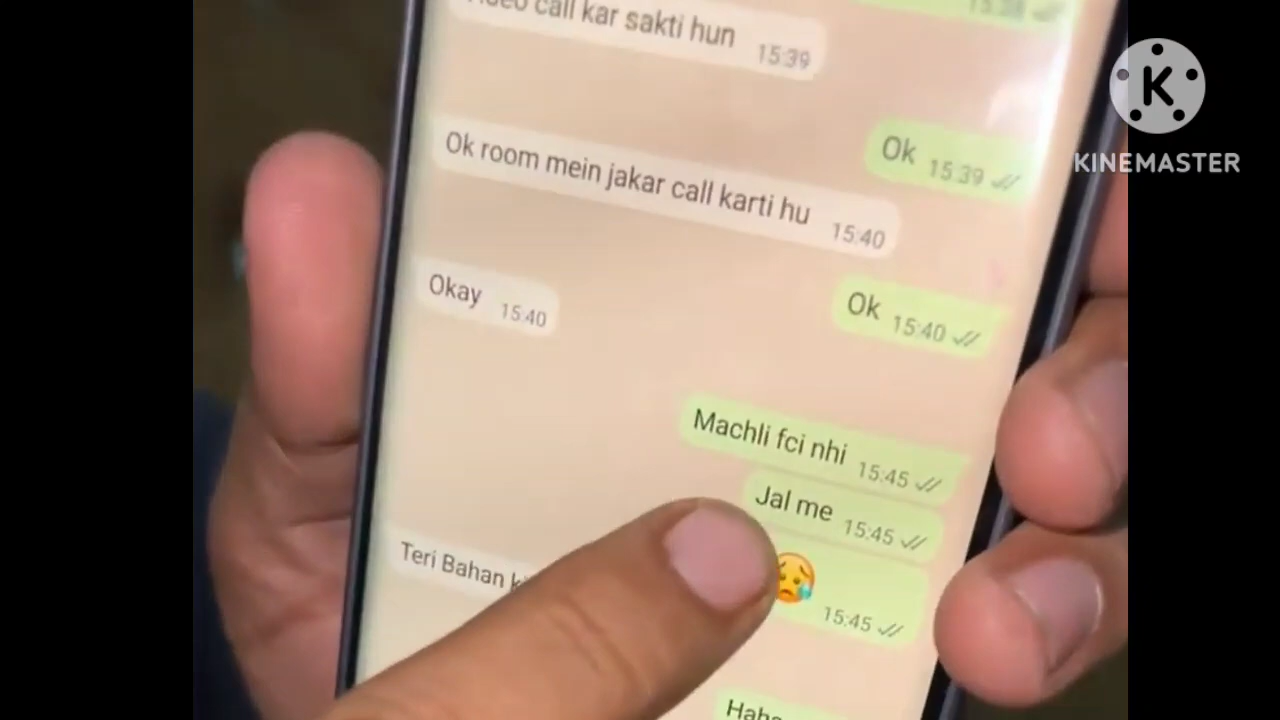 call kar sakti hun 15:39
15:38
KINEMASTER
Ok 15:39
Ok room mein jakar call karti hu 15:40
Okay 15:40
Ok 15:40
Machli fci nhi 15:45
Jal me 15:45
😥 15:45
Teri Bahan